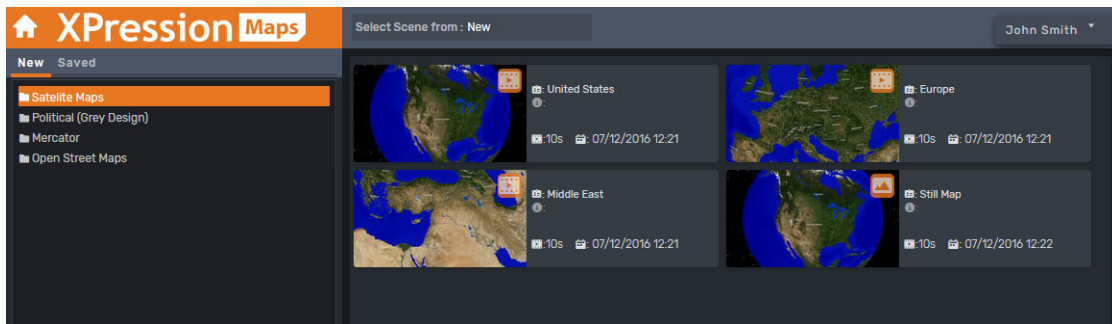 XPression Maps
Select Scene from : New
John Smith
New Saved
Satelite Maps
Political (Grey Design)
Mercator
Open Street Maps
: United States
:
:10s : 07/12/2016 12:21
: Europe
:
:10s : 07/12/2016 12:21
: Middle East
:
:10s : 07/12/2016 12:21
: Still Map
:
:10s : 07/12/2016 12:22